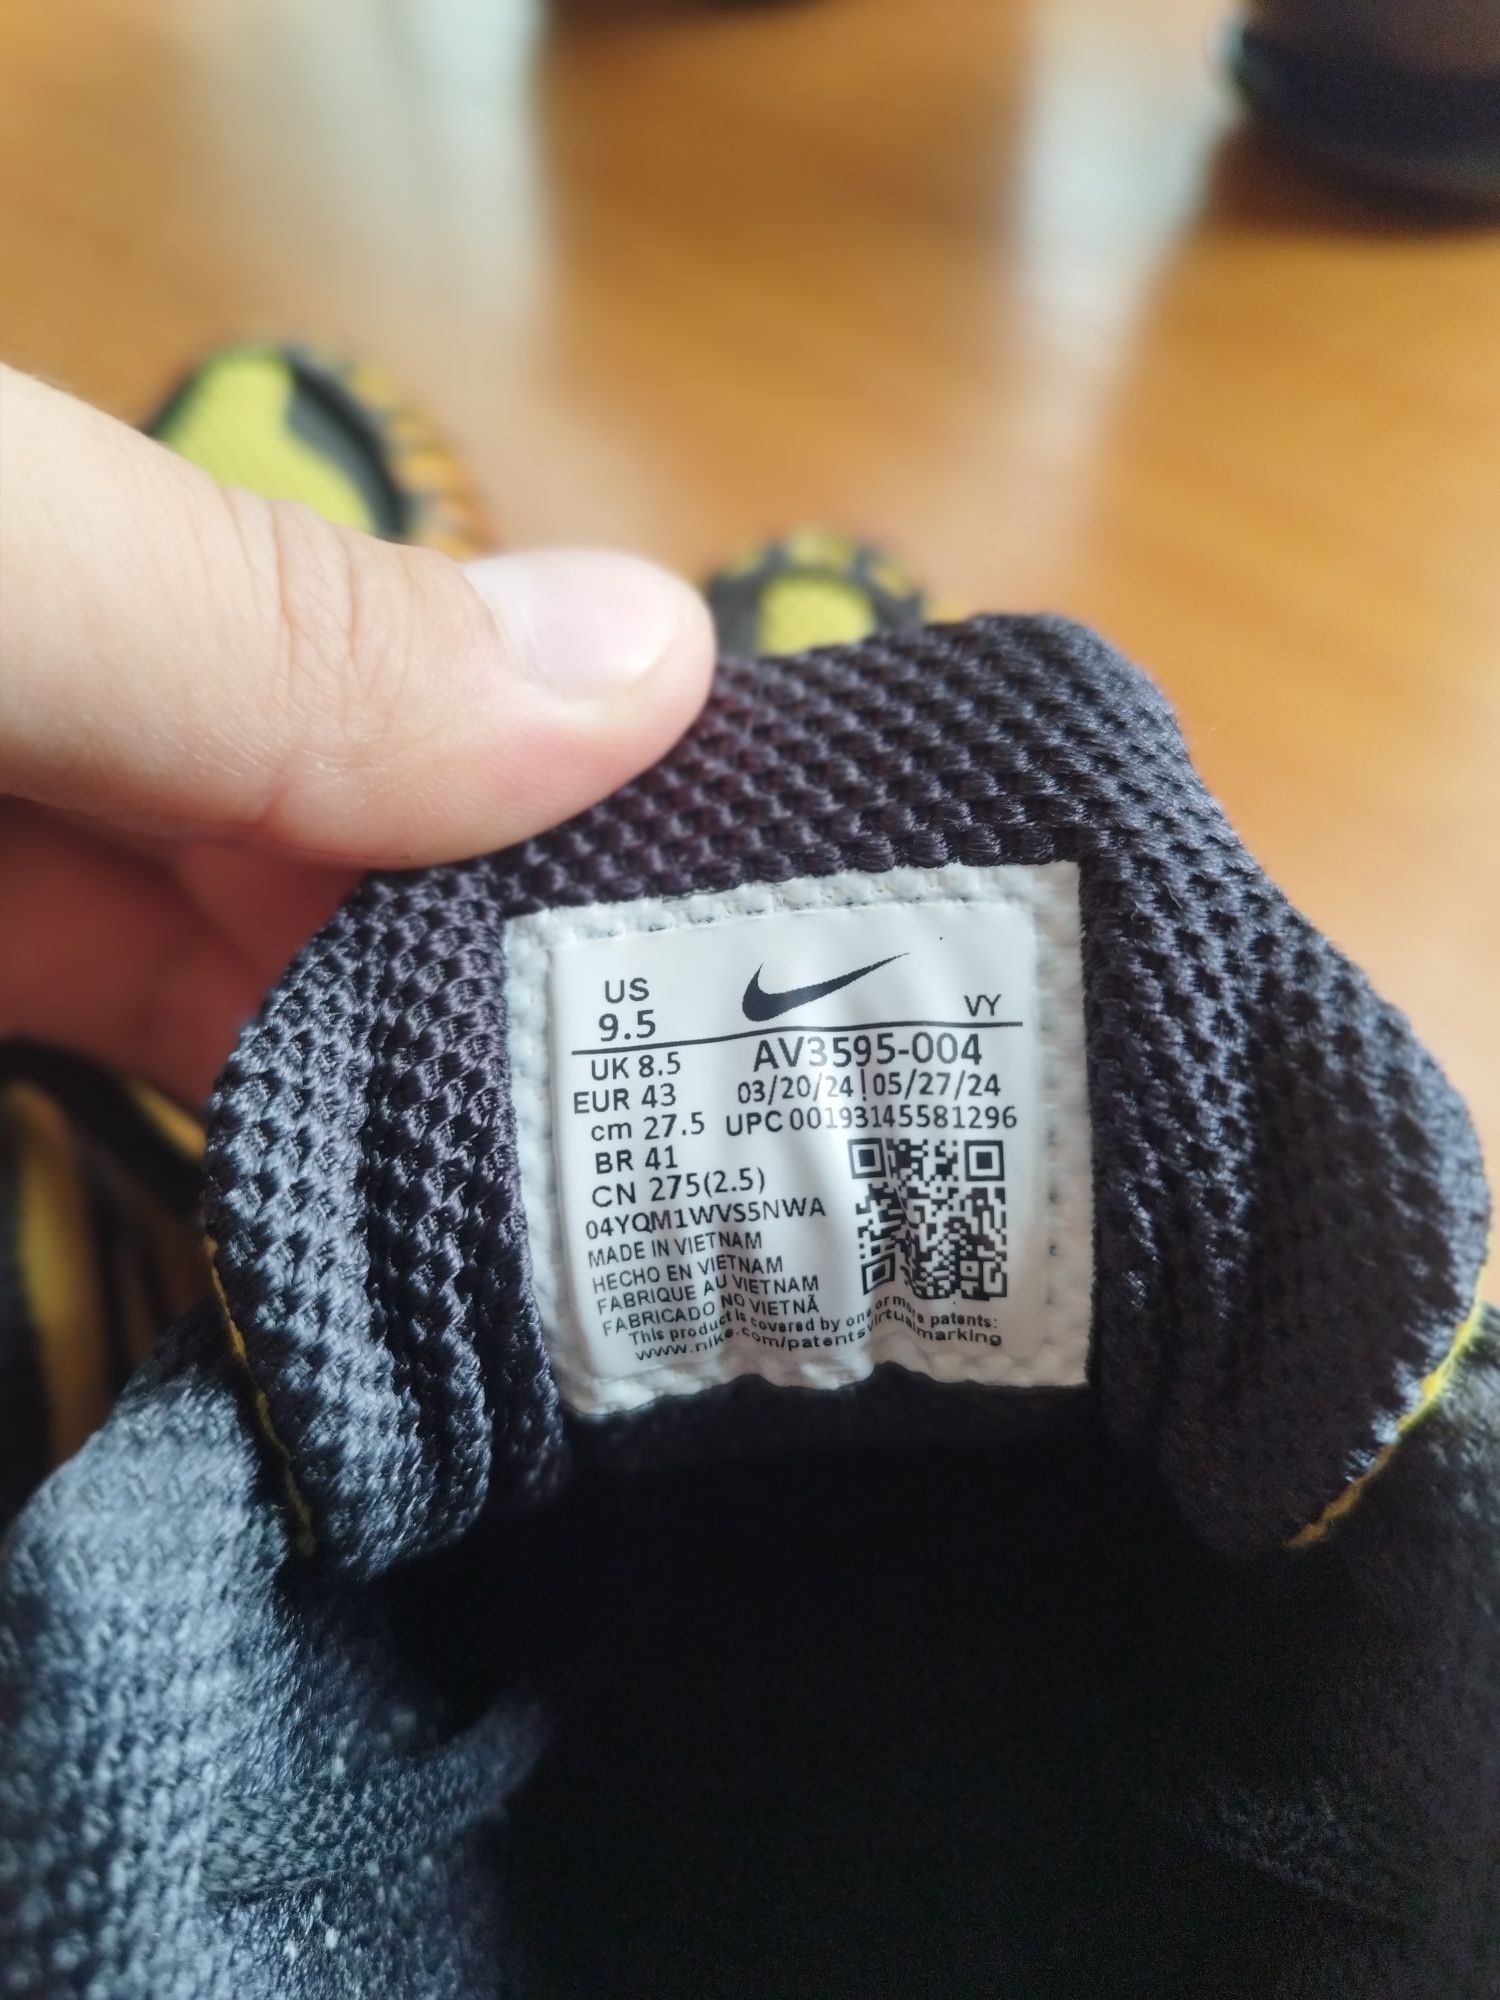 US
9.5
VY
UK 8.5
AV3595-004
EUR 43
03/20/24|05/27/24
cm 27.5
UPC 00193145581296
BR 41
CN 275(2.5)
04YQM1WVS5NWA
MADE IN VIETNAM
HECHO EN VIETNAM
FABRIQUE AU VIETNAM
FABRICADO NO VIETNÃ
This product is covered by one or more patents:
www.nike.com/patentsvirtualmarking